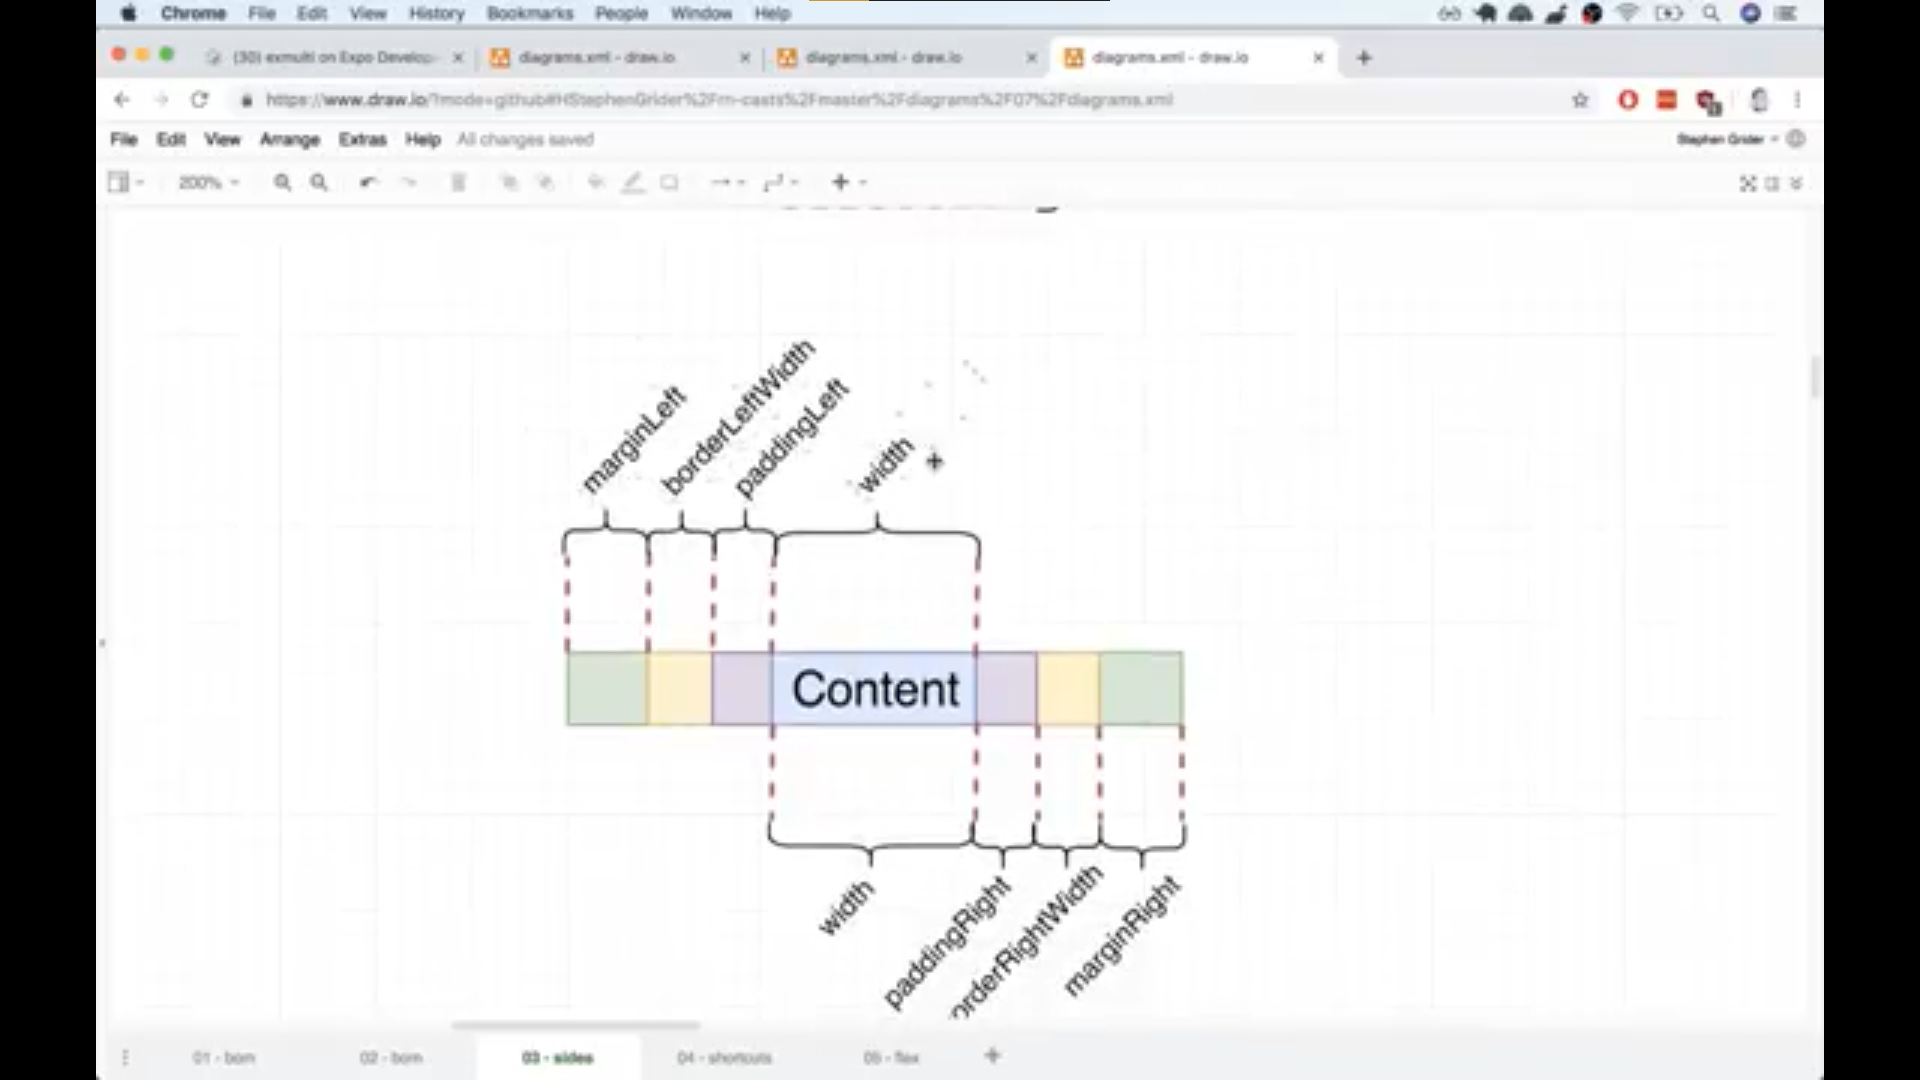 Chrome File Edit View History Bookmarks People Window Help
(30) exmulti on Expo Develop
diagrams.xml - draw.io
diagrams.xml - draw.io
diagrams.xml - draw.io
https://www.draw.io/?mode=github#HStephenGrider%2Frn-casts%2Fmaster%2Fdiagrams%2F07%2Fdiagrams.xml
File Edit View Arrange Extras Help All changes saved
Stephen Grider
200%
marginLeft
borderLeftWidth
paddingLeft
width
Content
width
paddingRight
orderRightWidth
marginRight
01 - bom 02 - bom 03 - sides 04 - shortcuts 05 - flex